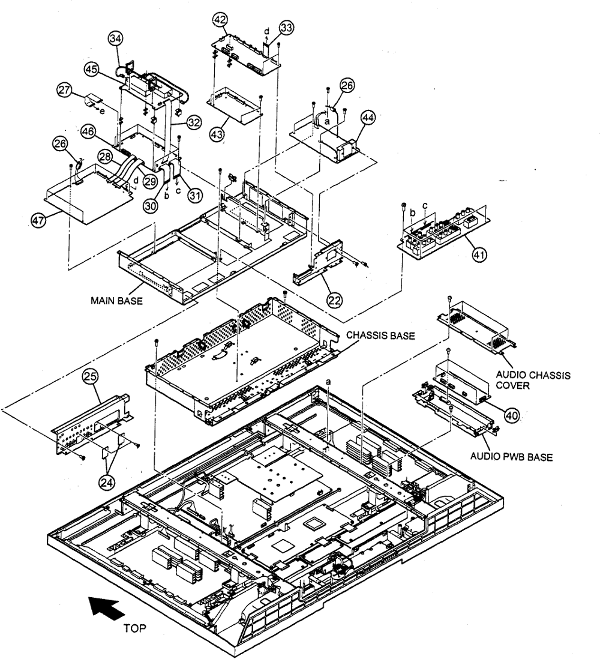 42
33
34
d
45
26
27
e
a
44
32
43
46
26
28
d
29
c
31
30
b
47
c
b
41
MAIN BASE
22
CHASSIS BASE
AUDIO CHASSIS
COVER
25
a
40
AUDIO PWB BASE
24
TOP